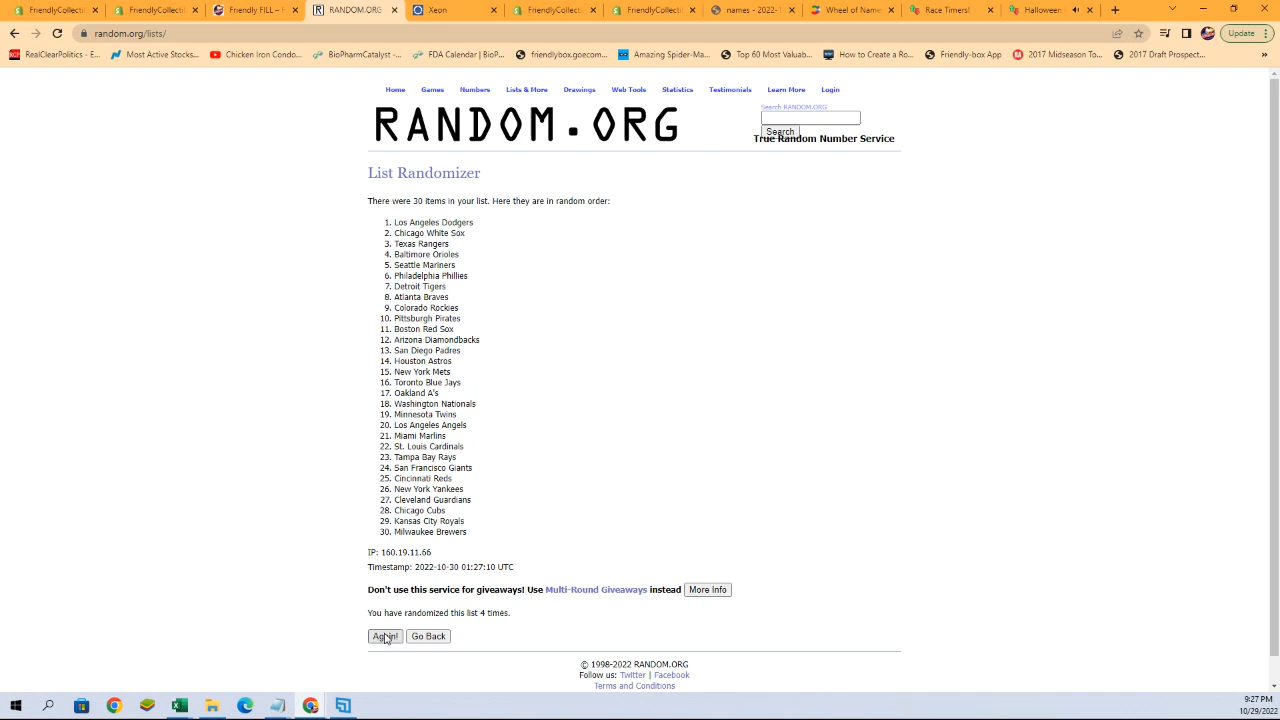 FriendlyCollecti
FriendlyCollecti
Friendly FILL –
RANDOM.ORG
Xeon
FriendlyCollecti
FriendlyCollecti
names - 2022-1
Wheel of Name
Race Timers!
Halloween
random.org/lists/
Update
RealClearPolitics - E...
Most Active Stocks...
Chicken Iron Condo...
BioPharmCatalyst -...
FDA Calendar | BioP...
friendlybox.goecom...
Amazing Spider-Ma...
Top 60 Most Valuab...
How to Create a Ro...
Friendly-box App
2017 Midseason To...
2017 Draft Prospect...
Home Games Numbers Lists & More Drawings Web Tools Statistics Testimonials Learn More Login
RANDOM.ORG
Search RANDOM.ORG
Search
True Random Number Service
List Randomizer
There were 30 items in your list. Here they are in random order:
1. Los Angeles Dodgers
2. Chicago White Sox
3. Texas Rangers
4. Baltimore Orioles
5. Seattle Mariners
6. Philadelphia Phillies
7. Detroit Tigers
8. Atlanta Braves
9. Colorado Rockies
10. Pittsburgh Pirates
11. Boston Red Sox
12. Arizona Diamondbacks
13. San Diego Padres
14. Houston Astros
15. New York Mets
16. Toronto Blue Jays
17. Oakland A's
18. Washington Nationals
19. Minnesota Twins
20. Los Angeles Angels
21. Miami Marlins
22. St. Louis Cardinals
23. Tampa Bay Rays
24. San Francisco Giants
25. Cincinnati Reds
26. New York Yankees
27. Cleveland Guardians
28. Chicago Cubs
29. Kansas City Royals
30. Milwaukee Brewers
IP: 160.19.11.66
Timestamp: 2022-10-30 01:27:10 UTC
Don't use this service for giveaways! Use Multi-Round Giveaways instead More Info
You have randomized this list 4 times.
Again! Go Back
© 1998-2022 RANDOM.ORG
Follow us: Twitter | Facebook
Terms and Conditions
9:27 PM
10/29/2022